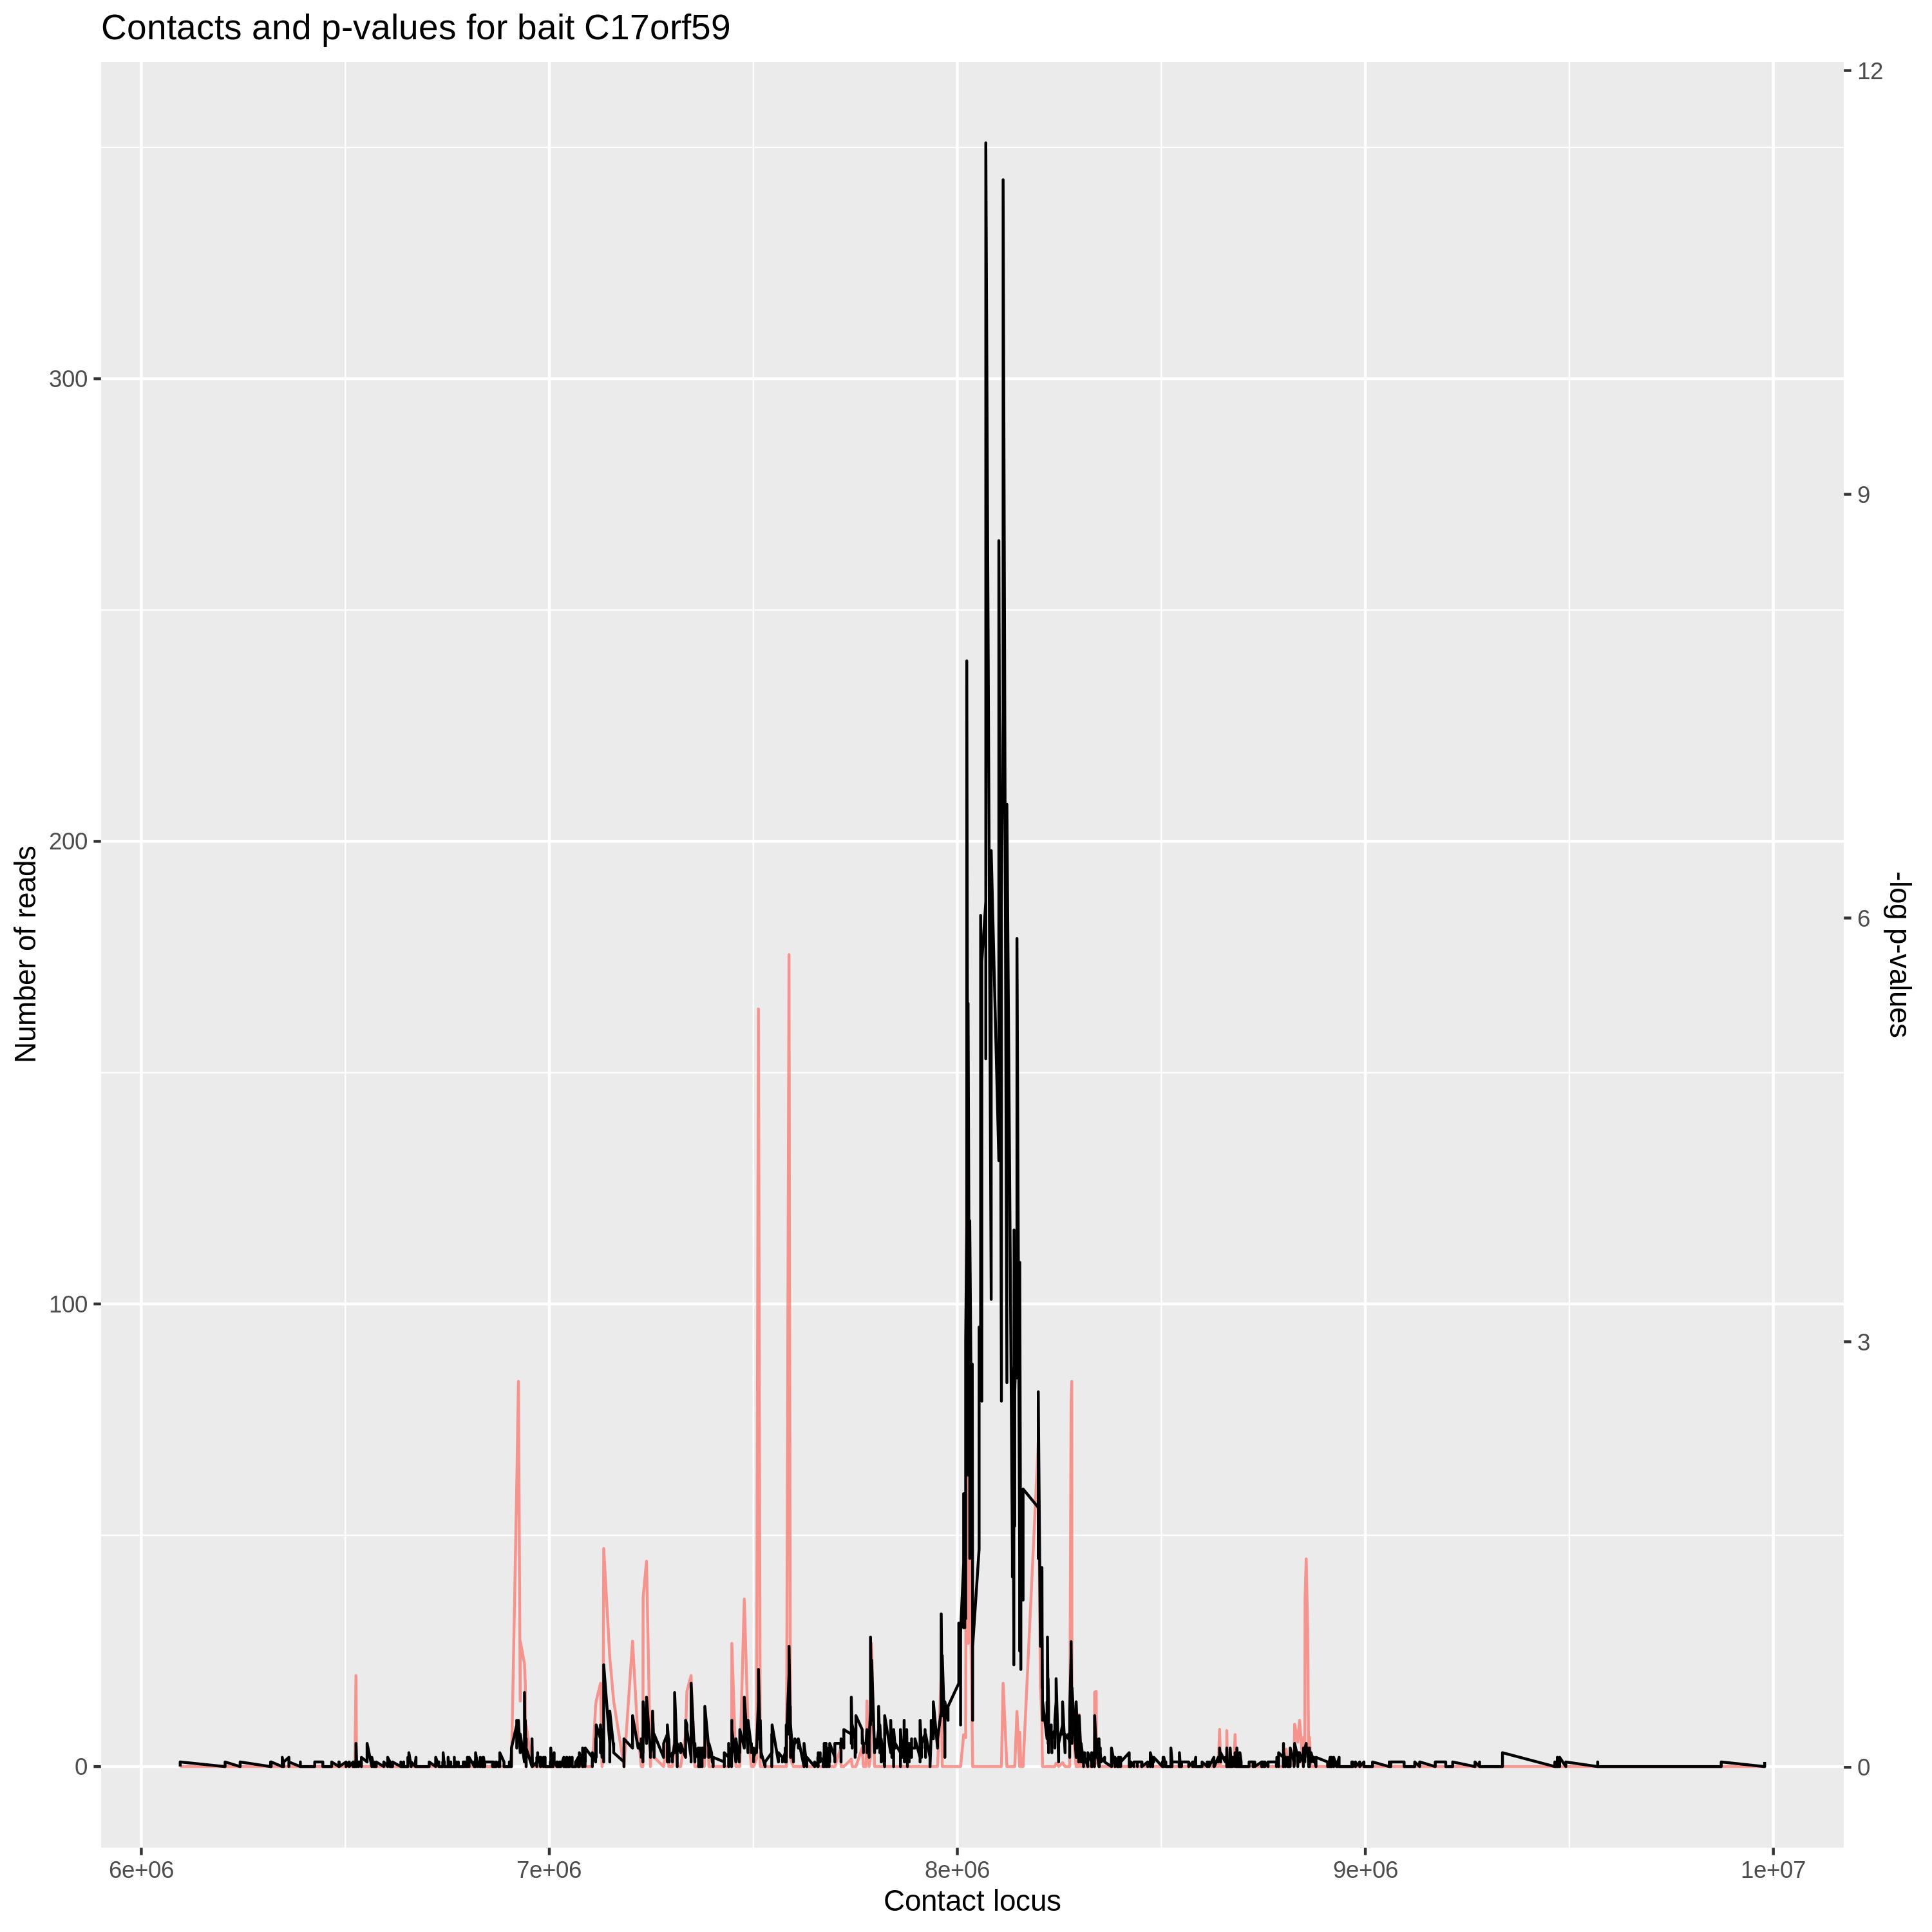 Contacts and p-values for bait C17orf59
Number of reads
300
200
100
0
12
9
6
3
0
-log p-values
6e+06
7e+06
8e+06
9e+06
1e+07
Contact locus